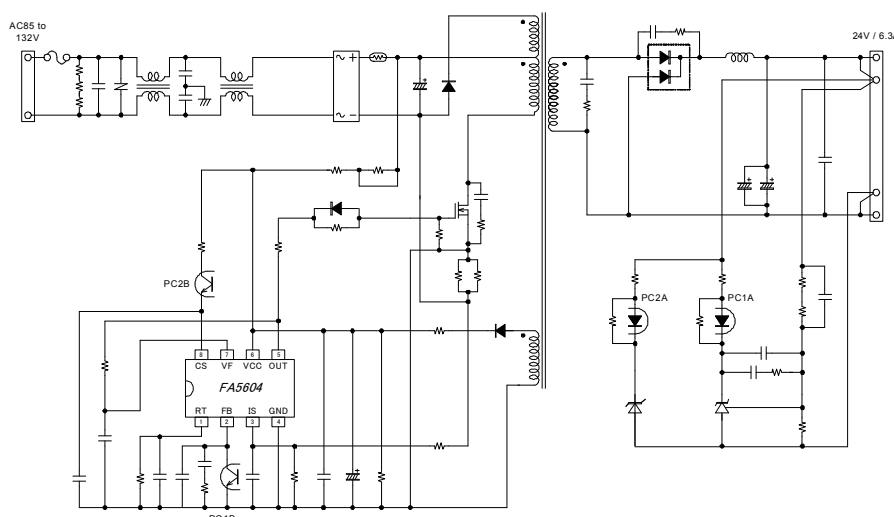 AC85 to
132V
24V / 6.3A
PC2B
PC2A
PC1A
8 7 6 5
CS VF VCC OUT
FA5604
RT FB IS GND
1 2 3 4